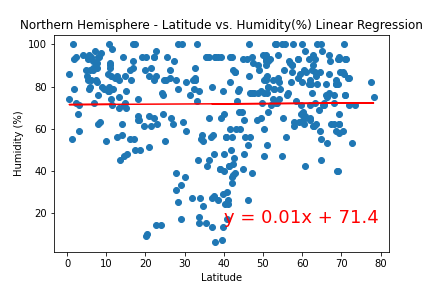 Northern Hemisphere - Latitude vs. Humidity(%) Linear Regression
100
80
60
40
20
Humidity (%)
y = 0.01x + 71.4
0 10 20 30 40 50 60 70 80
Latitude